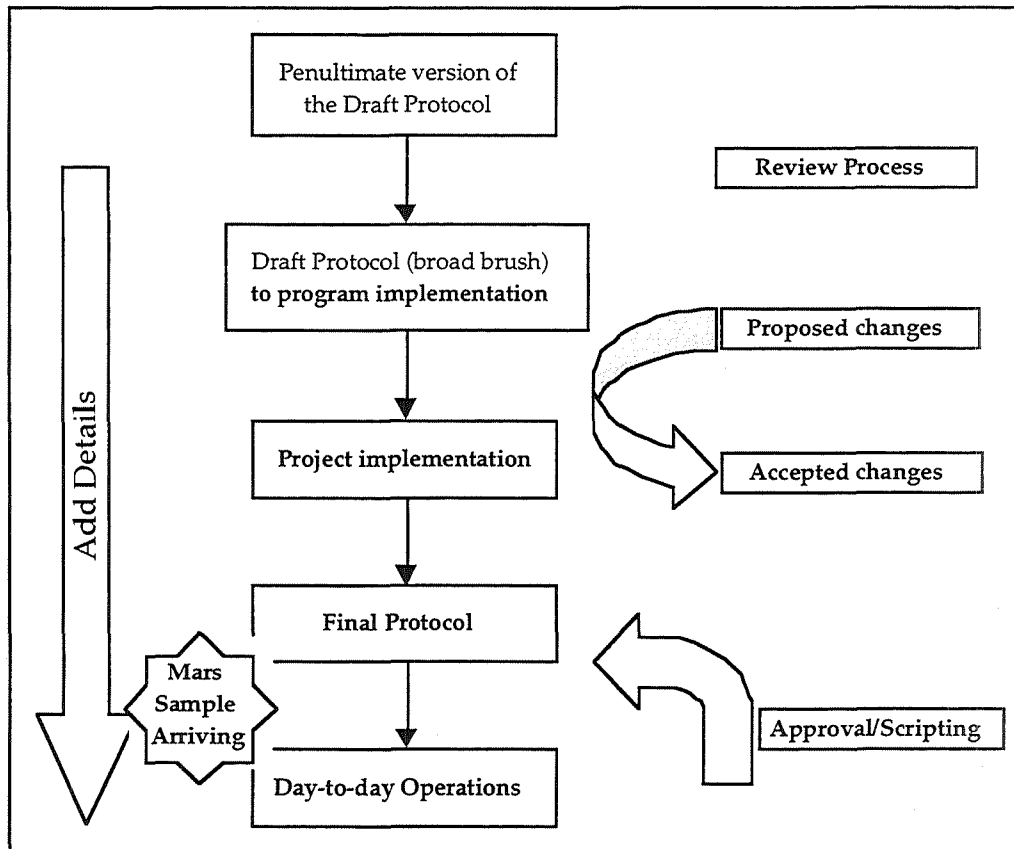 Penultimate version of
the Draft Protocol
Review Process
Draft Protocol (broad brush)
to program implementation
Proposed changes
Add Details
Project implementation
Accepted changes
Final Protocol
Mars
Sample
Arriving
Approval/Scripting
Day-to-day Operations